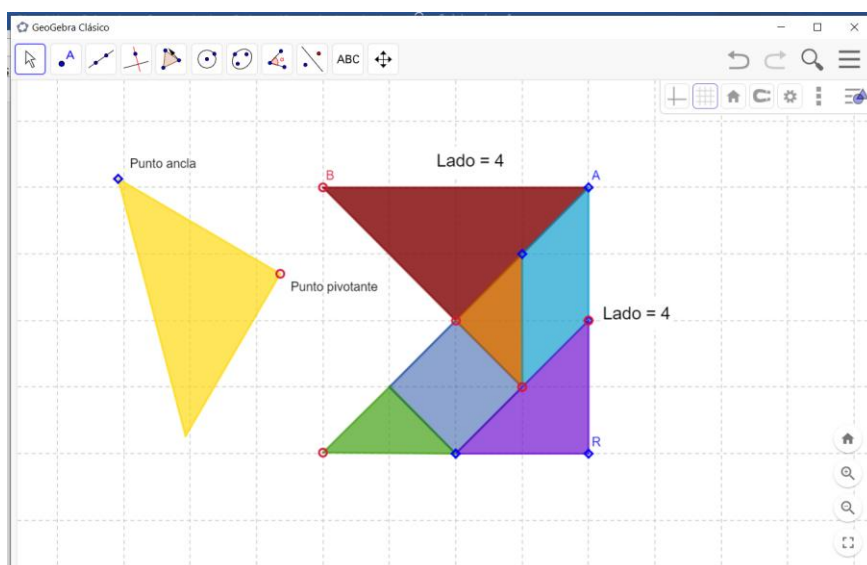 GeoGebra Clásico
A
ABC
Punto ancla
Lado = 4
B
A
Punto pivotante
Lado = 4
R